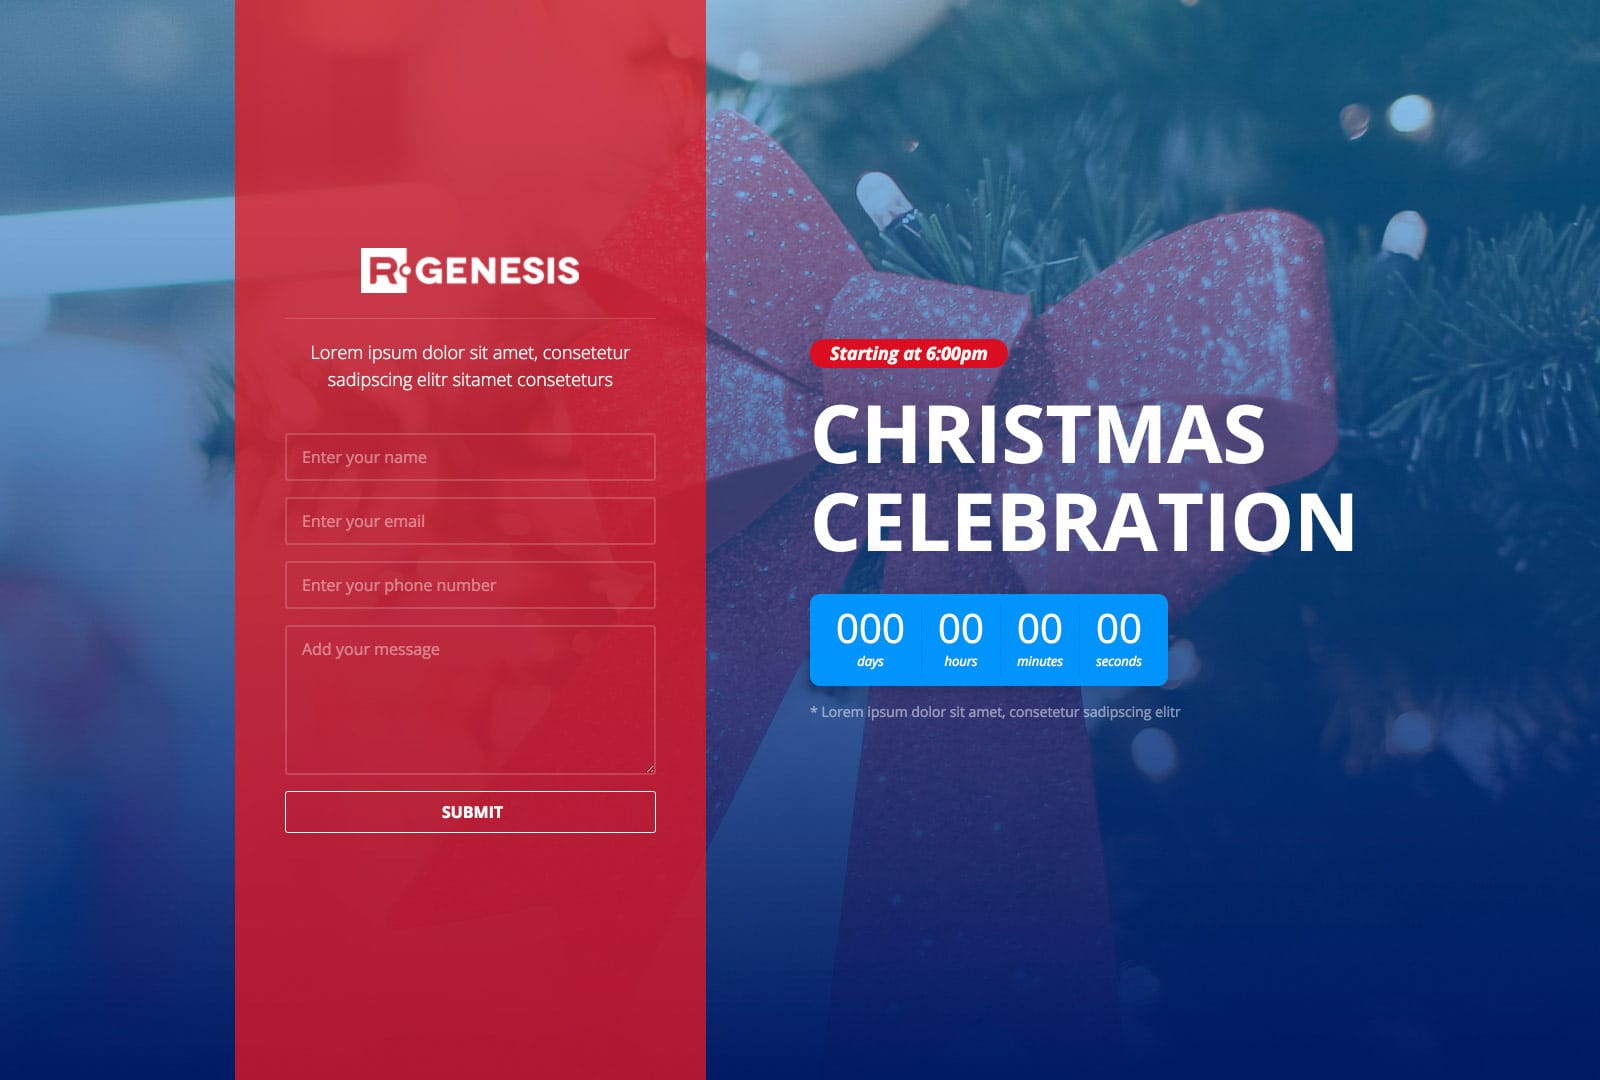 R GENESIS
Lorem ipsum dolor sit amet, consetetur
sadipscing elitr sitamet conseteturs
Enter your name
Enter your email
Enter your phone number
Add your message
SUBMIT
Starting at 6:00pm
CHRISTMAS
CELEBRATION
000 00 00 00
days hours minutes seconds
* Lorem ipsum dolor sit amet, consetetur sadipscing elitr